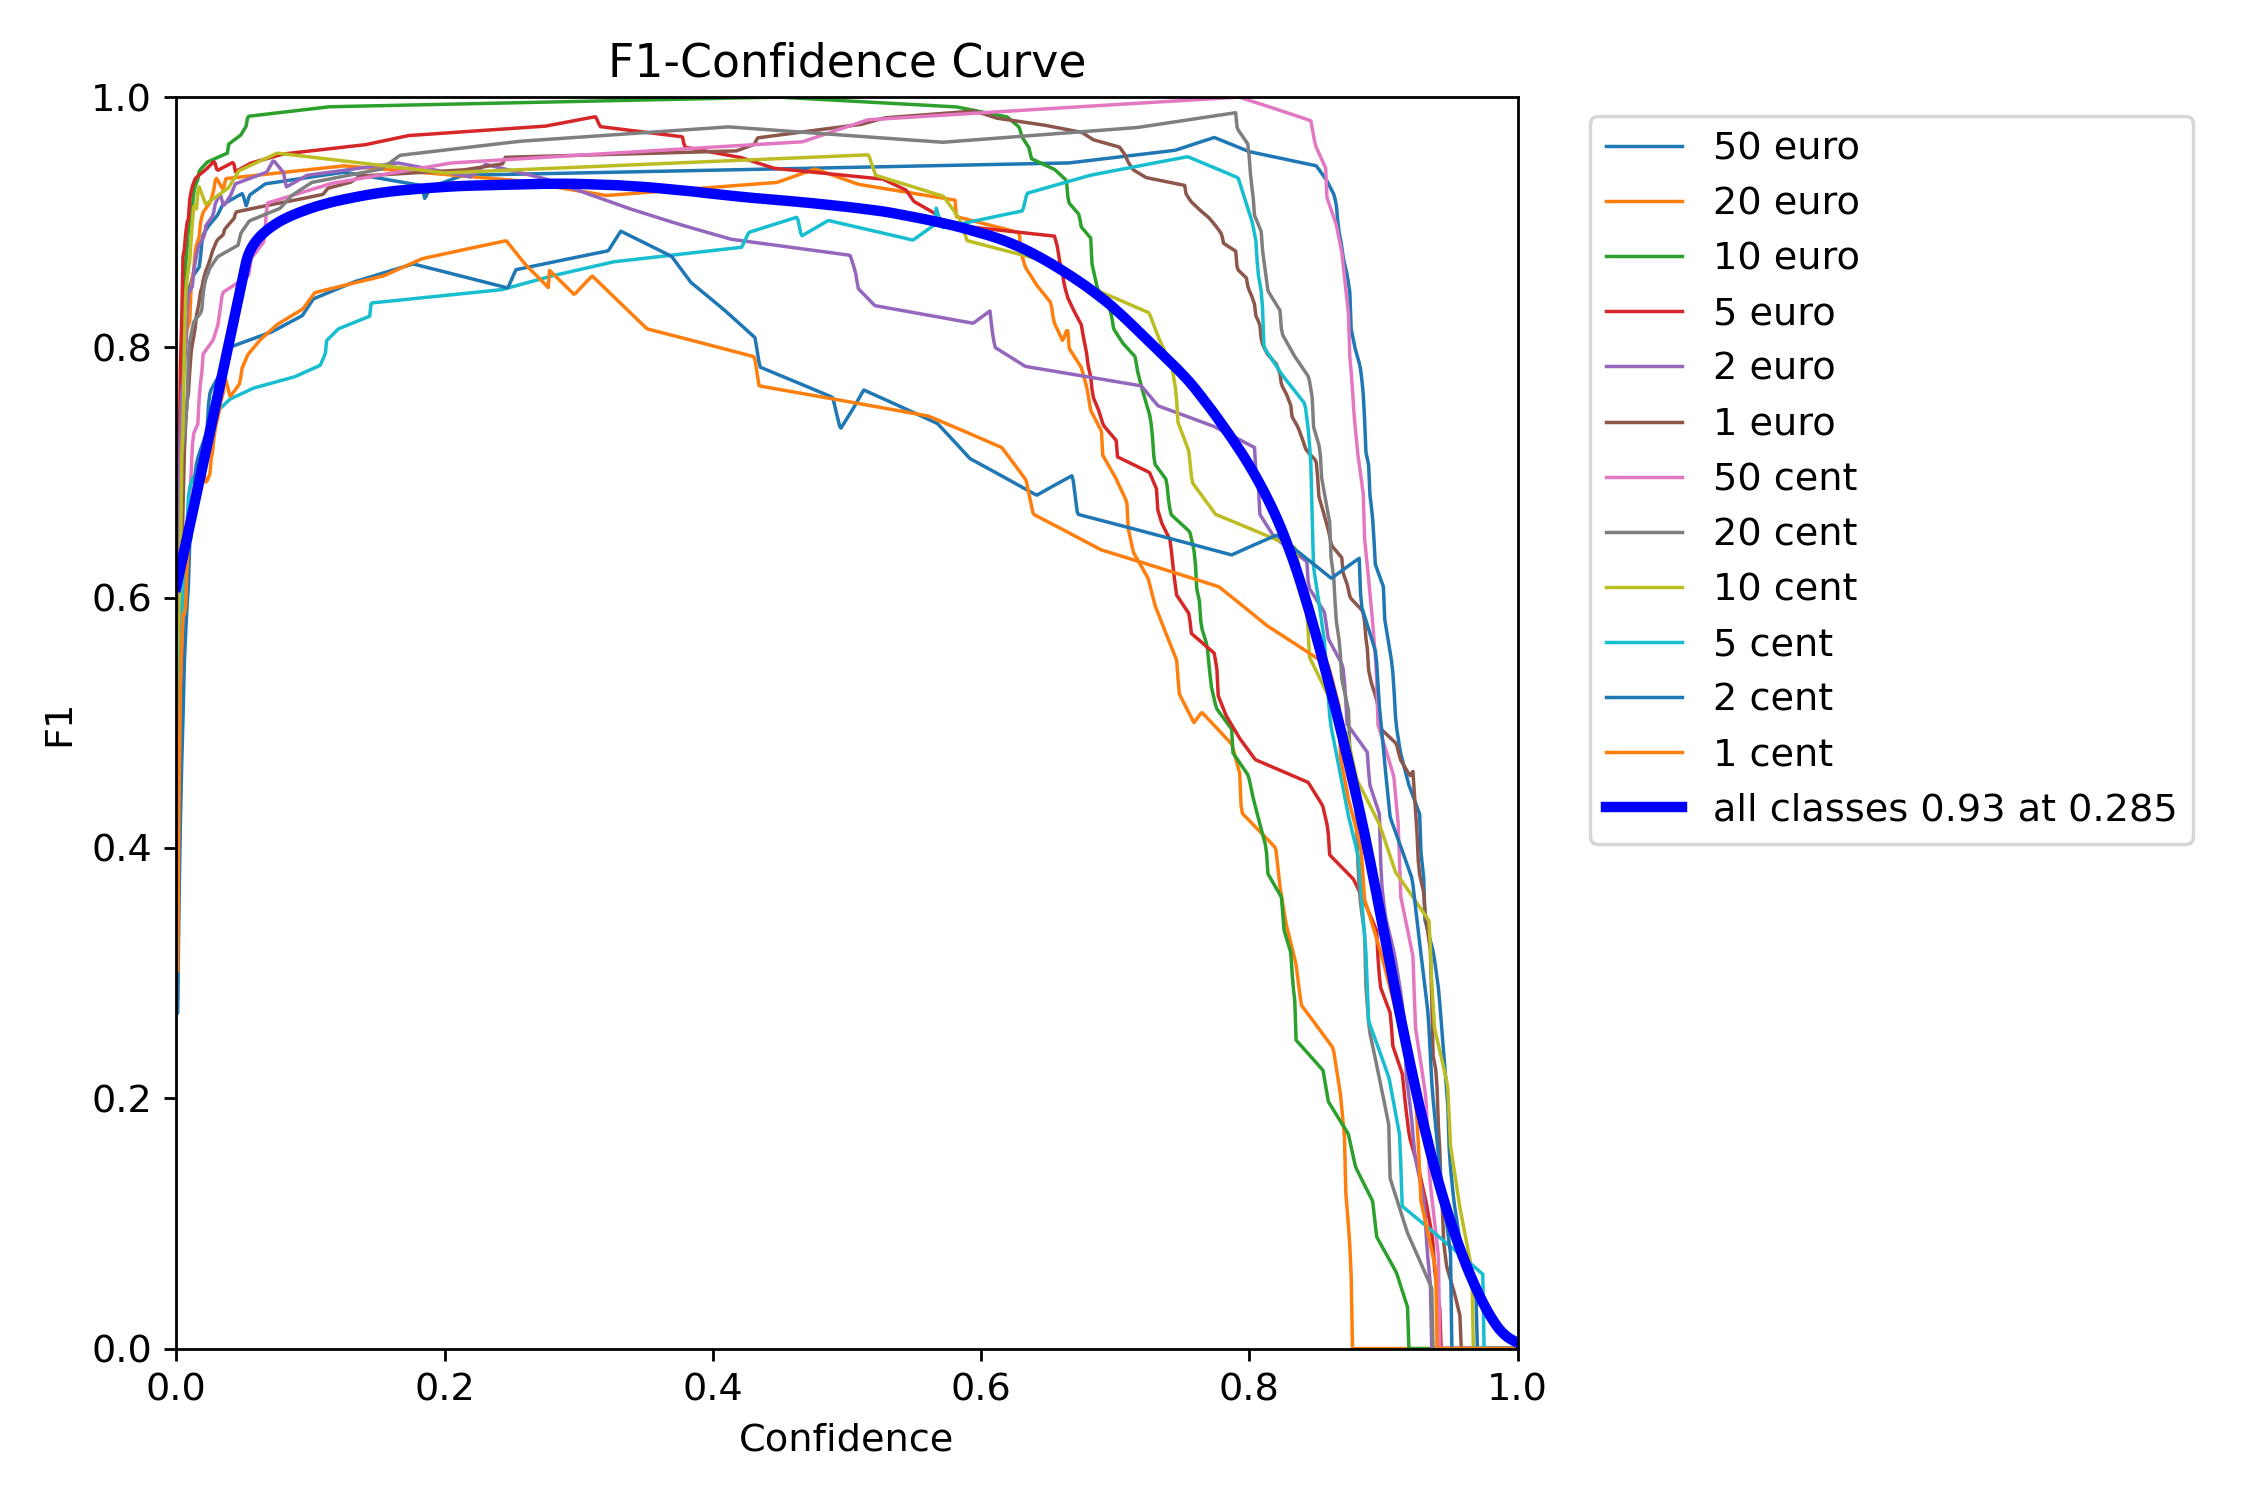 F1-Confidence Curve
1.0
0.8
0.6
0.4
0.2
0.0
F1
0.0 0.2 0.4 0.6 0.8 1.0
Confidence
50 euro
20 euro
10 euro
5 euro
2 euro
1 euro
50 cent
20 cent
10 cent
5 cent
2 cent
1 cent
all classes 0.93 at 0.285